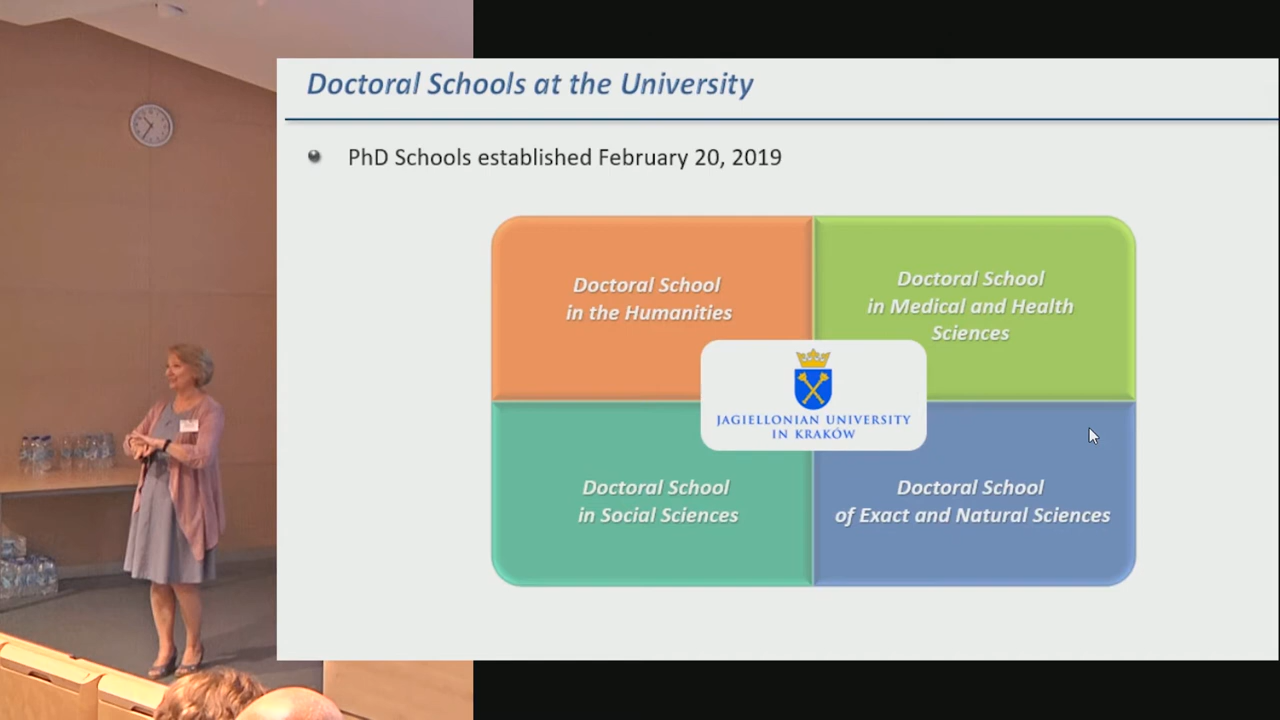 Doctoral Schools at the University
PhD Schools established February 20, 2019
Doctoral School
in the Humanities
Doctoral School
in Medical and Health
Sciences
JAGIELLONIAN UNIVERSITY
IN KRAKÓW
Doctoral School
in Social Sciences
Doctoral School
of Exact and Natural Sciences